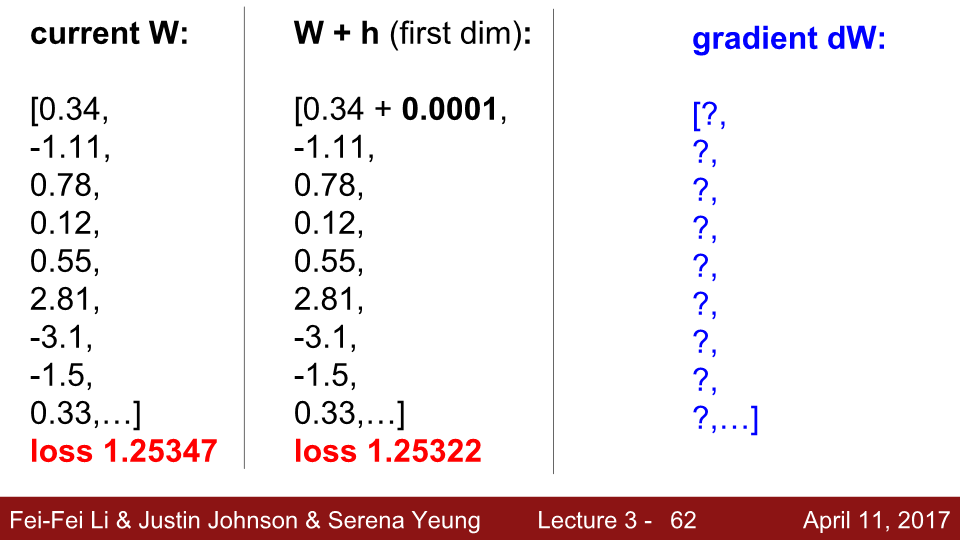 current W:
[0.34,
-1.11,
0.78,
0.12,
0.55,
2.81,
-3.1,
-1.5,
0.33,…]
loss 1.25347
W + h (first dim):
[0.34 + 0.0001,
-1.11,
0.78,
0.12,
0.55,
2.81,
-3.1,
-1.5,
0.33,…]
loss 1.25322
gradient dW:
[?,
?,
?,
?,
?,
?,
?,
?,
?,…]
Fei-Fei Li & Justin Johnson & Serena Yeung
Lecture 3 - 62
April 11, 2017